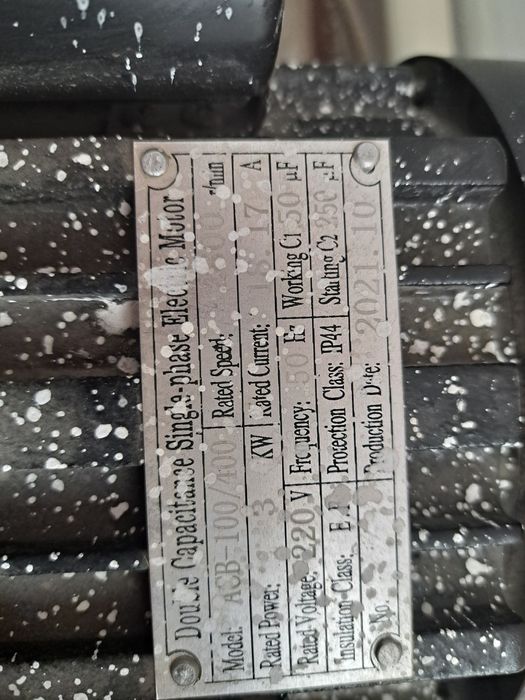 Double Capacitance Single-phase Electric Motor
Model: ACB-100/400 Rated Speed: r/min
Rated Power: 3 KW Rated Current: 17 A
Rated Voltage: 220 V Frequency: 50 Hz Working C1 50 μF
Insulation Class: Protection Class: IP44 Starting C2 μF
No: Production Date: 2021.10